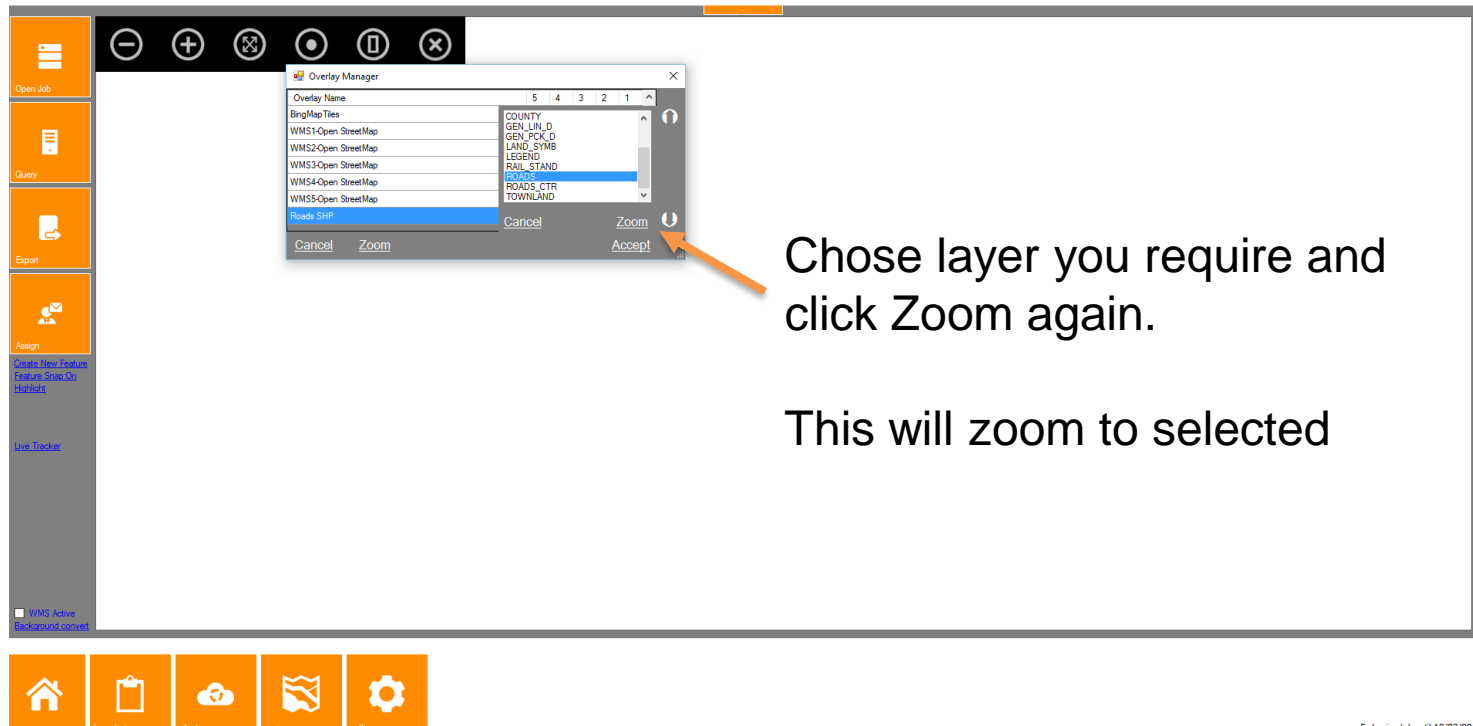 Open Job
Query
Export
Assign
Create New Feature
Feature Snap:On
Highlight
Live Tracker
WMS Active
Background convert
Overlay Manager
Overlay Name 5 4 3 2 1
BingMapTiles
WMS1-Open StreetMap
WMS2-Open StreetMap
WMS3-Open StreetMap
WMS4-Open StreetMap
WMS5-Open StreetMap
Roads SHP
COUNTY
GEN_LIN_D
GEN_PCK_D
LAND_SYMB
LEGEND
RAIL_STAND
ROADS
ROADS_CTR
TOWNLAND
Cancel Zoom
Cancel Zoom Accept
Chose layer you require and
click Zoom again.
This will zoom to selected